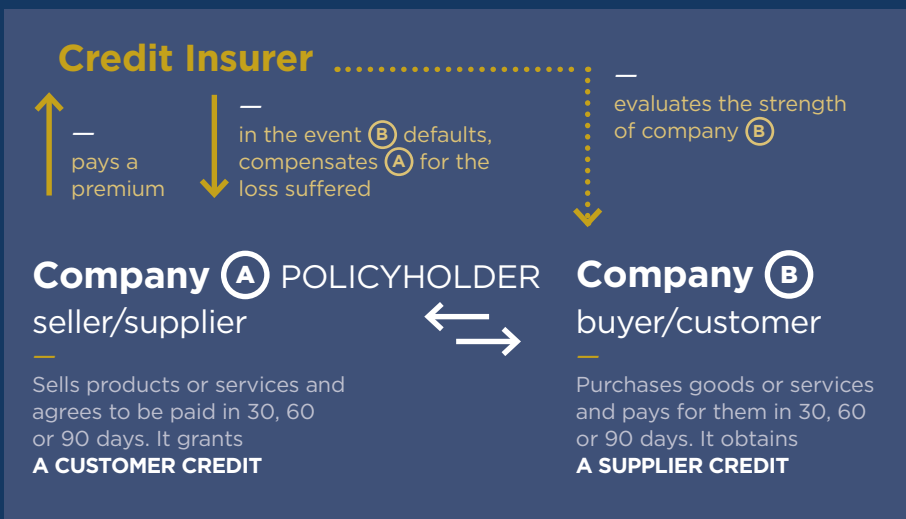 Credit Insurer
—
pays a
premium
—
in the event B defaults,
compensates A for the
loss suffered
—
evaluates the strength
of company B
Company A POLICYHOLDER
seller/supplier
—
Sells products or services and
agrees to be paid in 30, 60
or 90 days. It grants
A CUSTOMER CREDIT
Company B
buyer/customer
—
Purchases goods or services
and pays for them in 30, 60
or 90 days. It obtains
A SUPPLIER CREDIT